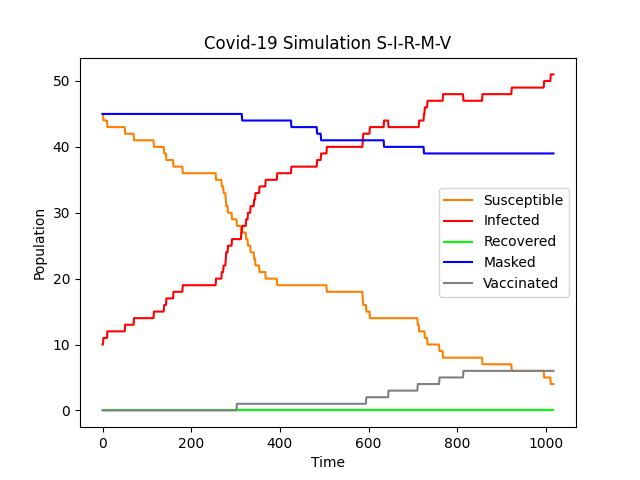 Covid-19 Simulation S-I-R-M-V
50
40
30
20
10
0
Population
Susceptible
Infected
Recovered
Masked
Vaccinated
0 200 400 600 800 1000
Time